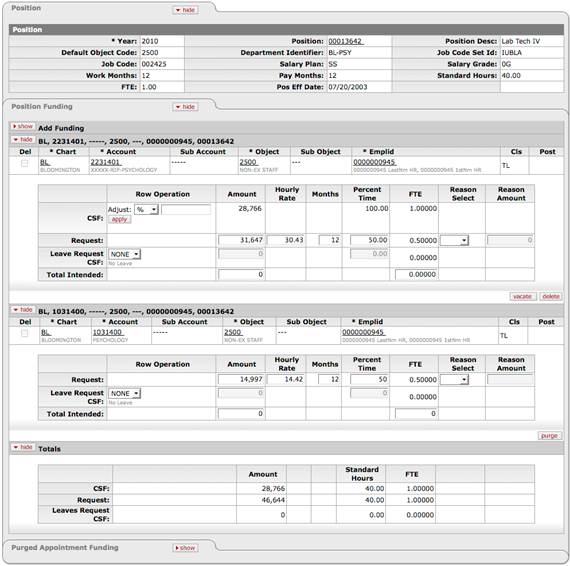 Position hide
Position
* Year: 2010 Position: 00013642 Position Desc: Lab Tech IV
Default Object Code: 2500 Department Identifier: BL-PSY Job Code Set Id: IUBLA
Job Code: 002425 Salary Plan: SS Salary Grade: 0G
Work Months: 12 Pay Months: 12 Standard Hours: 40.00
FTE: 1.00 Pos Eff Date: 07/20/2003
Position Funding hide
show Add Funding
hide BL, 2231401, -----, 2500, ---, 0000000945, 00013642
Del * Chart * Account Sub Account * Object Sub Object * Emplid Cls Post
BL 2231401 ----- 2500 --- 0000000945 TL
BLOOMINGTON XXXXX-RIP-PSYCHOLOGY NON-EX STAFF 0000000945 LastNm HR, 0000000945 1stNm HR
Row Operation Amount Hourly Rate Months Percent Time FTE Reason Select Reason Amount
CSF: Adjust: % 28,766 100.00 1.00000
apply
Request: 31,647 30.43 12 50.00 0.50000 0
Leave Request CSF: NONE 0 0.00 0.00000
No Leave
Total Intended: 0 0.00000
vacate delete
hide BL, 1031400, -----, 2500, ---, 0000000945, 00013642
Del * Chart * Account Sub Account * Object Sub Object * Emplid Cls Post
BL 1031400 ----- 2500 --- 0000000945 TL
BLOOMINGTON PSYCHOLOGY NON-EX STAFF 0000000945 LastNm HR, 0000000945 1stNm HR
Row Operation Amount Hourly Rate Months Percent Time FTE Reason Select Reason Amount
Request: 14,997 14.42 12 50 0.50000
Leave Request CSF: NONE 0 0 0.00000
No Leave
Total Intended: 0 0
purge
hide Totals
Amount Standard Hours FTE
CSF: 28,766 40.00 1.00000
Request: 46,644 40.00 1.00000
Leaves Request CSF: 0 0.00 0.00000
Purged Appointment Funding show